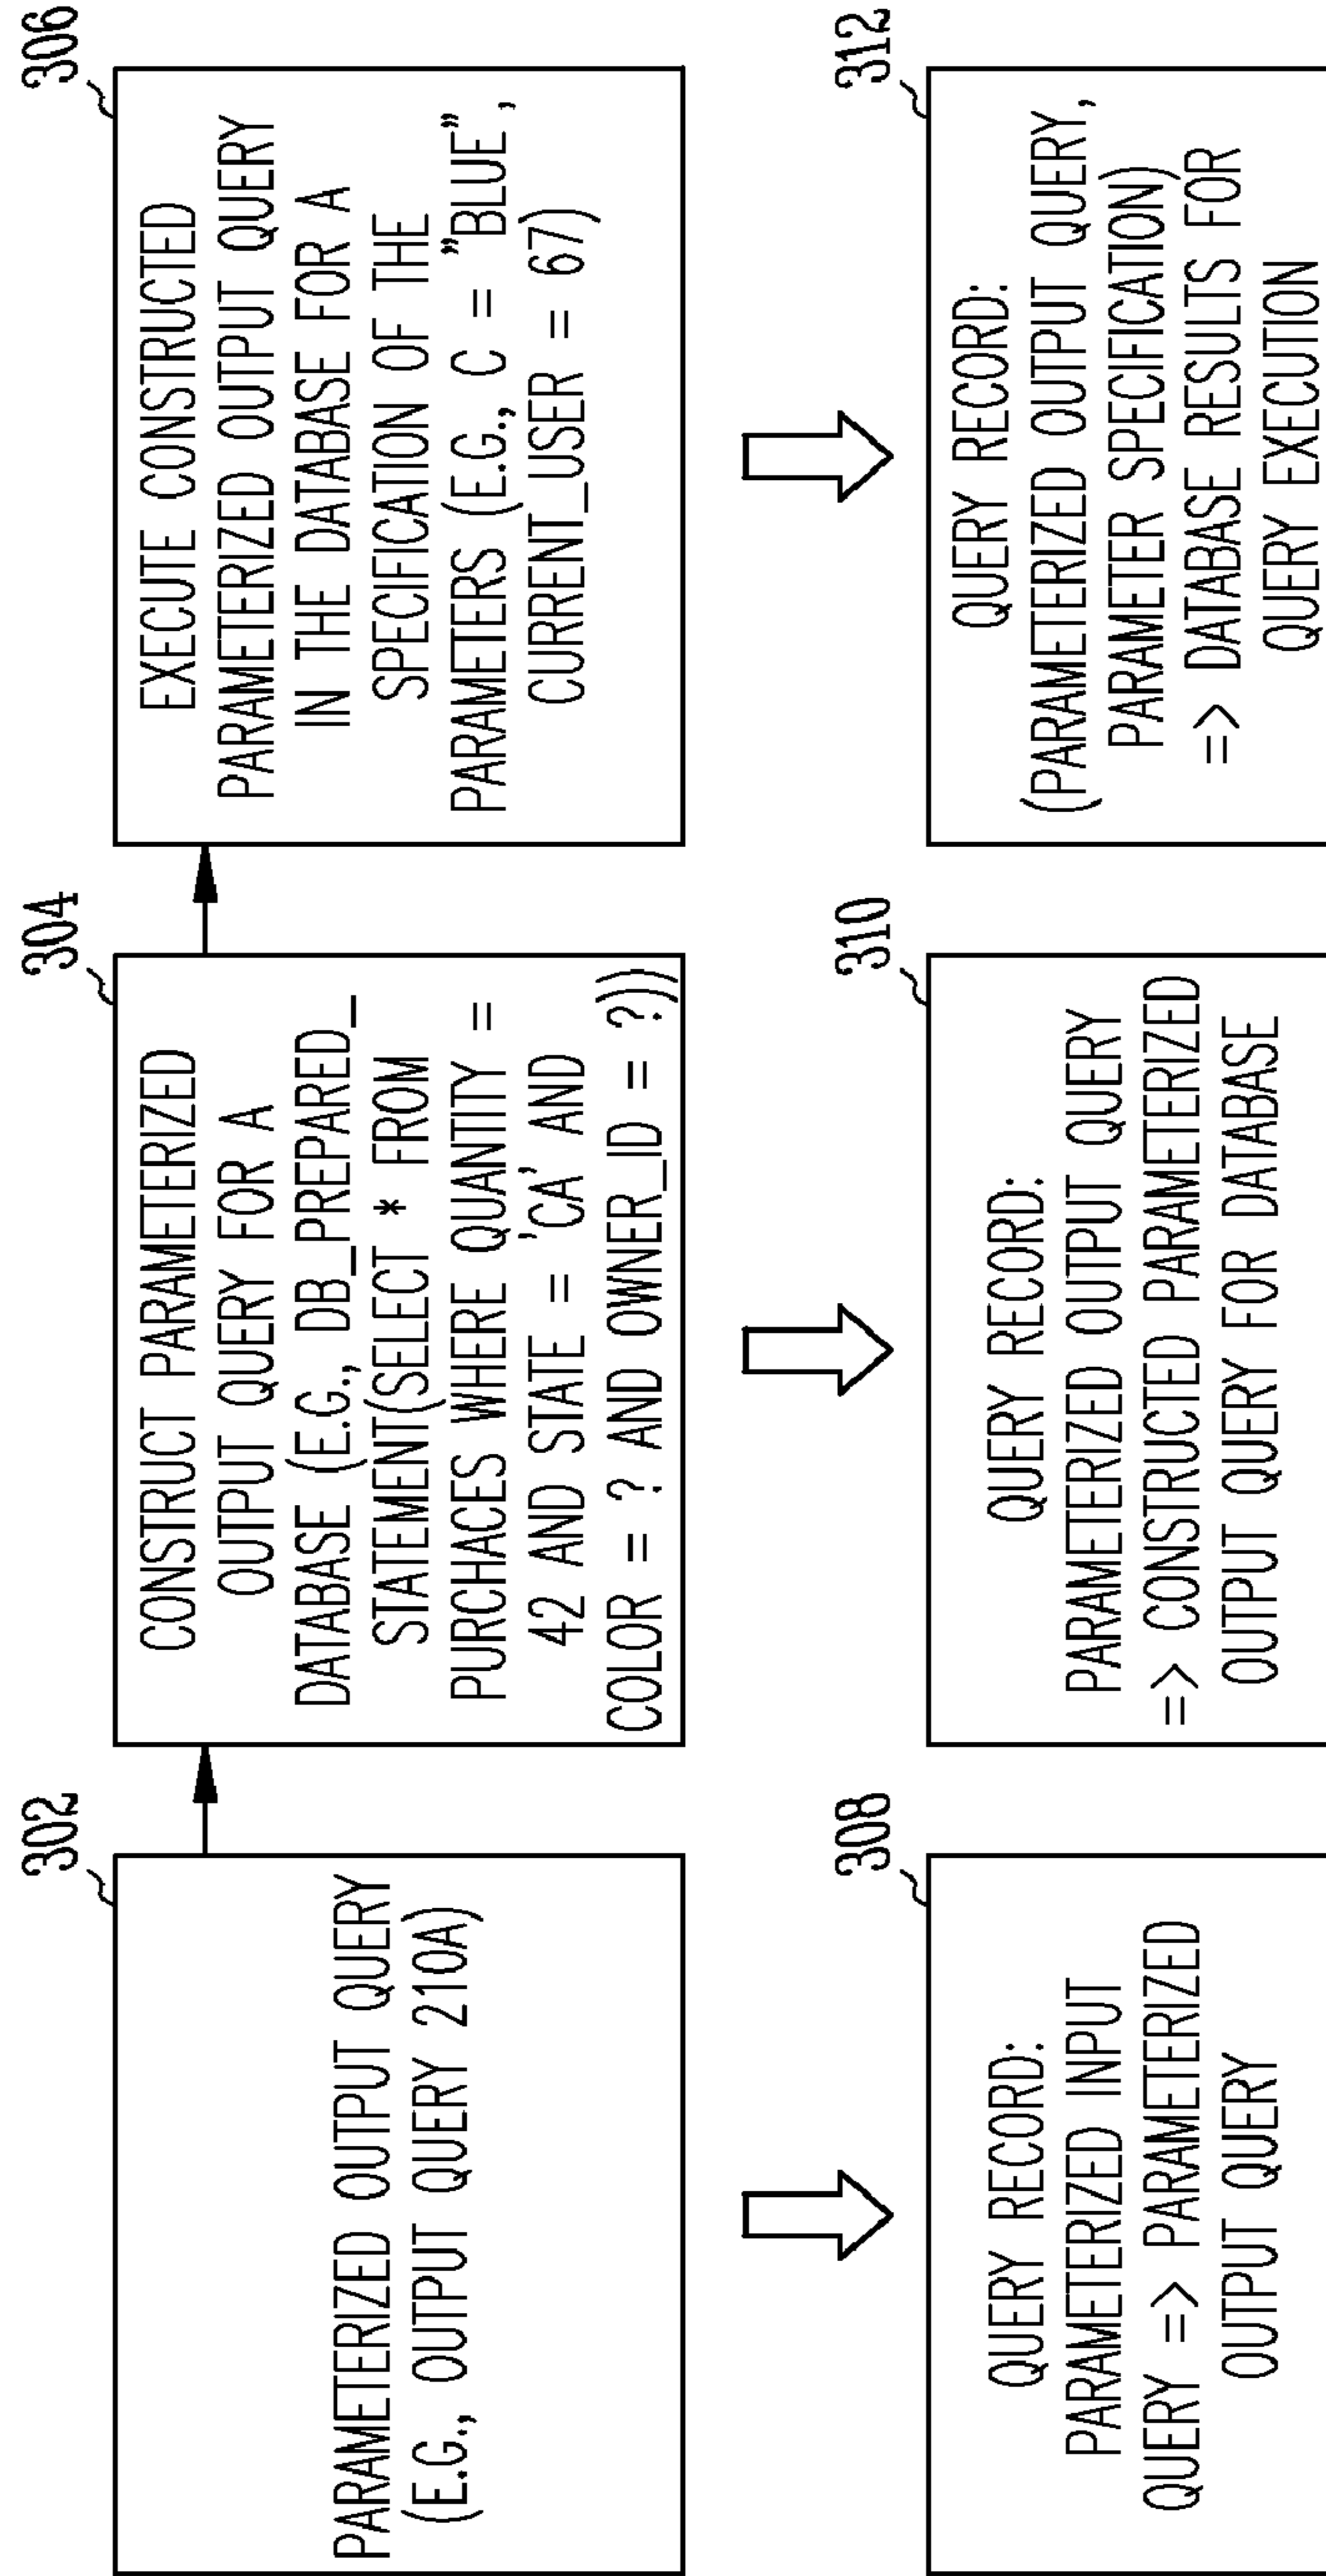 302
PARAMETERIZED OUTPUT QUERY
(E.G., OUTPUT QUERY 210A)
304
CONSTRUCT PARAMETERIZED
OUTPUT QUERY FOR A
DATABASE (E.G., DB_PREPARED_
STATEMENT(SELECT * FROM
PURCHACES WHERE QUANTITY =
42 AND STATE = 'CA' AND
COLOR = ? AND OWNER_ID = ?))
306
EXECUTE CONSTRUCTED
PARAMETERIZED OUTPUT QUERY
IN THE DATABASE FOR A
SPECIFICATION OF THE
PARAMETERS (E.G., C = "BLUE",
CURRENT_USER = 67)
308
QUERY RECORD:
PARAMETERIZED INPUT
QUERY => PARAMETERIZED
OUTPUT QUERY
310
QUERY RECORD:
PARAMETERIZED OUTPUT QUERY
=> CONSTRUCTED PARAMETERIZED
OUTPUT QUERY FOR DATABASE
312
QUERY RECORD:
(PARAMETERIZED OUTPUT QUERY,
PARAMETER SPECIFICATION)
=> DATABASE RESULTS FOR
QUERY EXECUTION